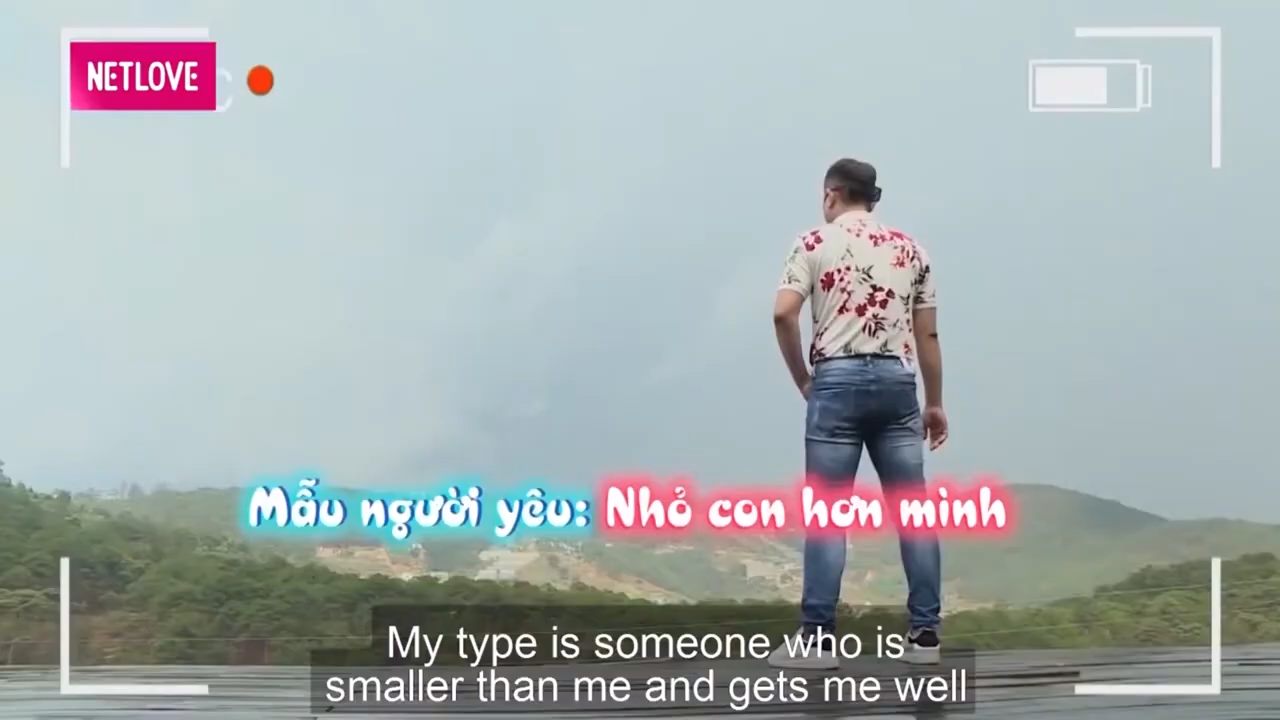 NETLOVE
Mẫu người yêu: Nhỏ con hơn mình
My type is someone who is
smaller than me and gets me well